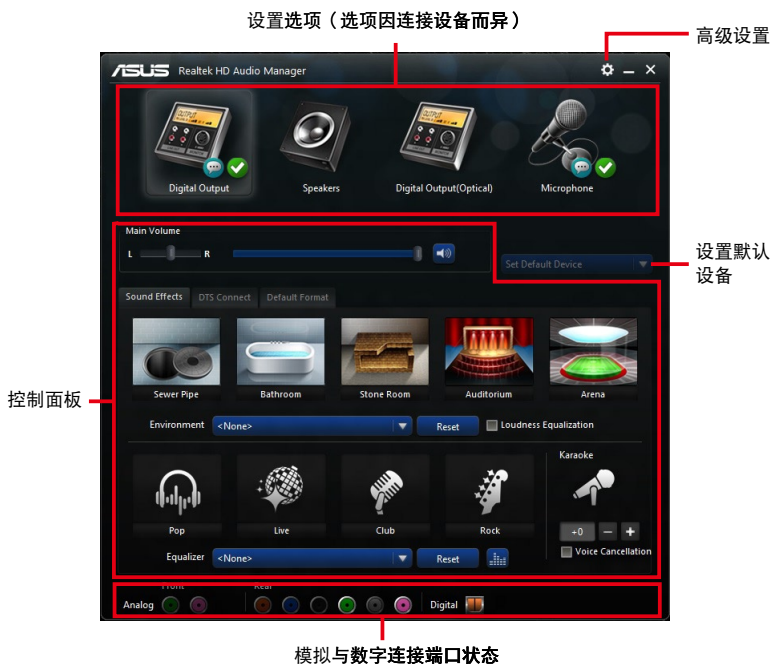 设置选项（选项因连接设备而异）
高级设置
ASUS Realtek HD Audio Manager
Digital Output
Speakers
Digital Output(Optical)
Microphone
Main Volume
L R
Set Default Device
设置默认
设备
Sound Effects DTS Connect Default Format
Sewer Pipe
Bathroom
Stone Room
Auditorium
Arena
控制面板
Environment <None> Reset Loudness Equalization
Karaoke
Pop
Live
Club
Rock
+0 − +
Equalizer <None> Reset Voice Cancellation
Front Rear
Analog Digital
模拟与数字连接端口状态